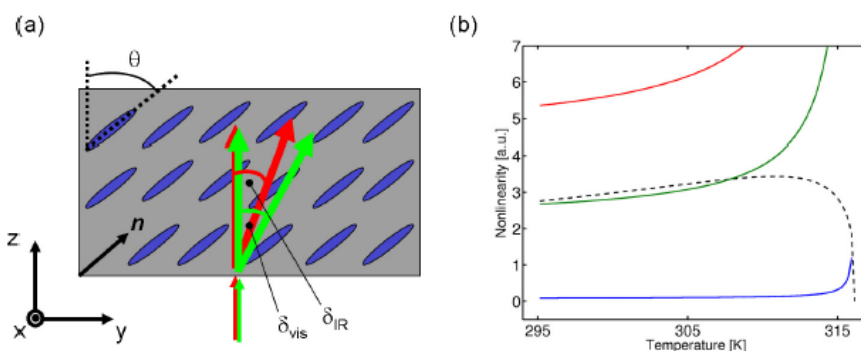 (a)
θ
n
z
x
y
δvis
δIR
(b)
Nonlinearity [a.u.]
7
6
5
4
3
2
1
0
295
305
315
Temperature [K]